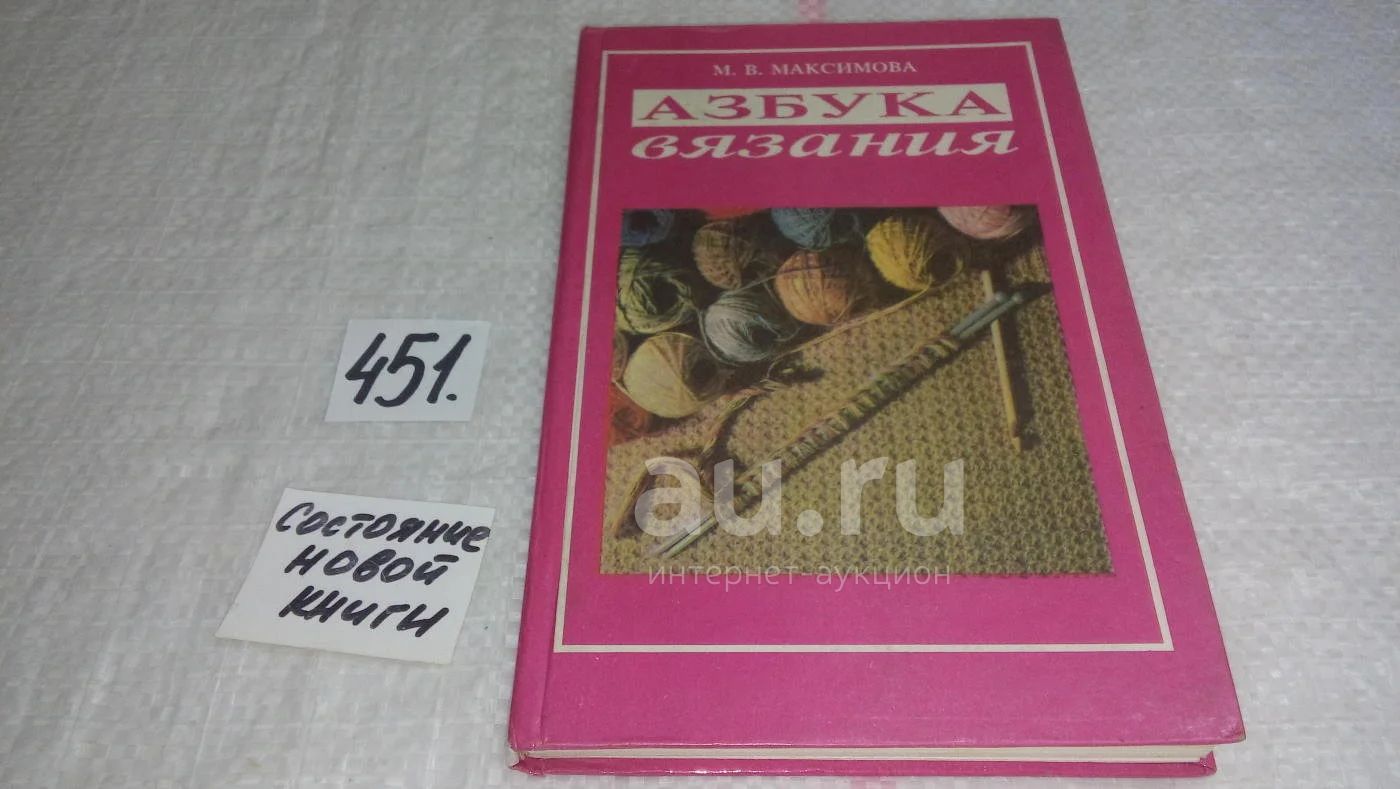 М. В. МАКСИМОВА
АЗБУКА
вязания
451.
Состояние
новой
книги
au.ru
интернет-аукцион